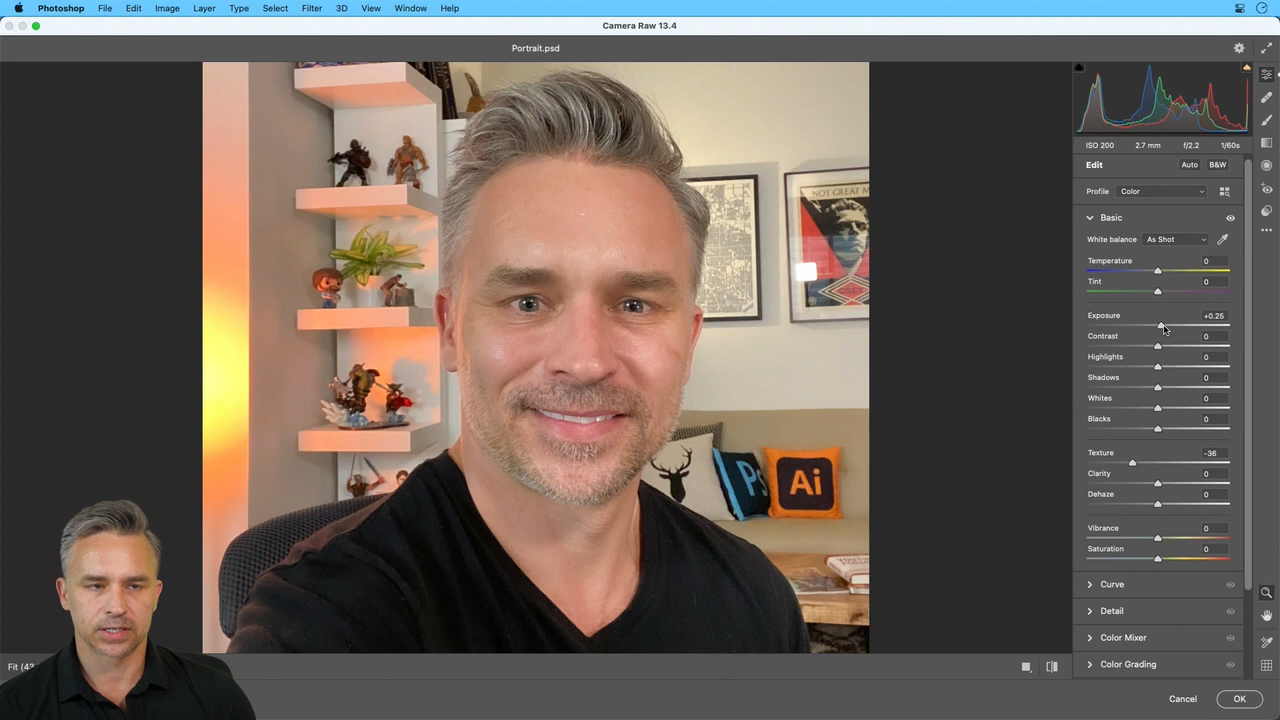 Photoshop File Edit Image Layer Type Select Filter 3D View Window Help
Camera Raw 13.4
Portrait.psd
ISO 200 2.7 mm f/2.2 1/60s
Edit Auto B&W
Profile Color
Basic
White balance As Shot
Temperature 0
Tint 0
Exposure +0.25
Contrast 0
Highlights 0
Shadows 0
Whites 0
Blacks 0
Texture -36
Clarity 0
Dehaze 0
Vibrance 0
Saturation 0
Curve
Detail
Color Mixer
Color Grading
NOT GREAT M
Ps
Ai
Fit (43
Cancel OK